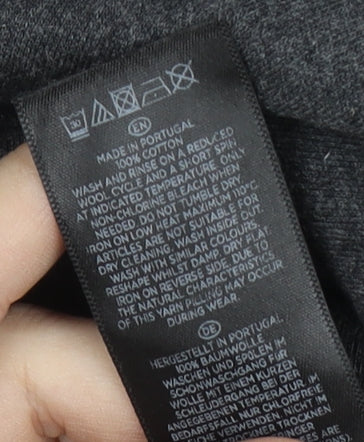 EN
MADE IN PORTUGAL
100% COTTON
WASH AND RINSE ON A REDUCED
WOOL CYCLE AND A SHORT SPIN
AT INDICATED TEMPERATURE. ONLY
NON-CHLORINE BLEACH WHEN
NEEDED. DO NOT TUMBLE DRY.
IRON ON LOW HEAT MAXIMUM 110°C
ARTICLES ARE NOT SUITABLE FOR
DRY CLEANING. WASH INSIDE OUT.
WASH WITH SIMILAR COLOURS.
RESHAPE WHILST DAMP. DRY FLAT.
IRON ON REVERSE SIDE. DUE TO
THE NATURAL CHARACTERISTICS
OF THIS YARN PILLING MAY OCCUR
DURING WEAR.
DE
HERGESTELLT IN PORTUGAL
100% BAUMWOLLE
WASCHEN UND SPÜLEN IM
SCHONWASCHGANG FÜR
WOLLE MIT EINEM KURZEN
SCHLEUDERGANG BEI DER
ANGEGEBENEN TEMPERATUR. IM
BEDARFSFALL NUR CHLORFREIE
VERWENDEN. NICHT IM
TROCKNEN